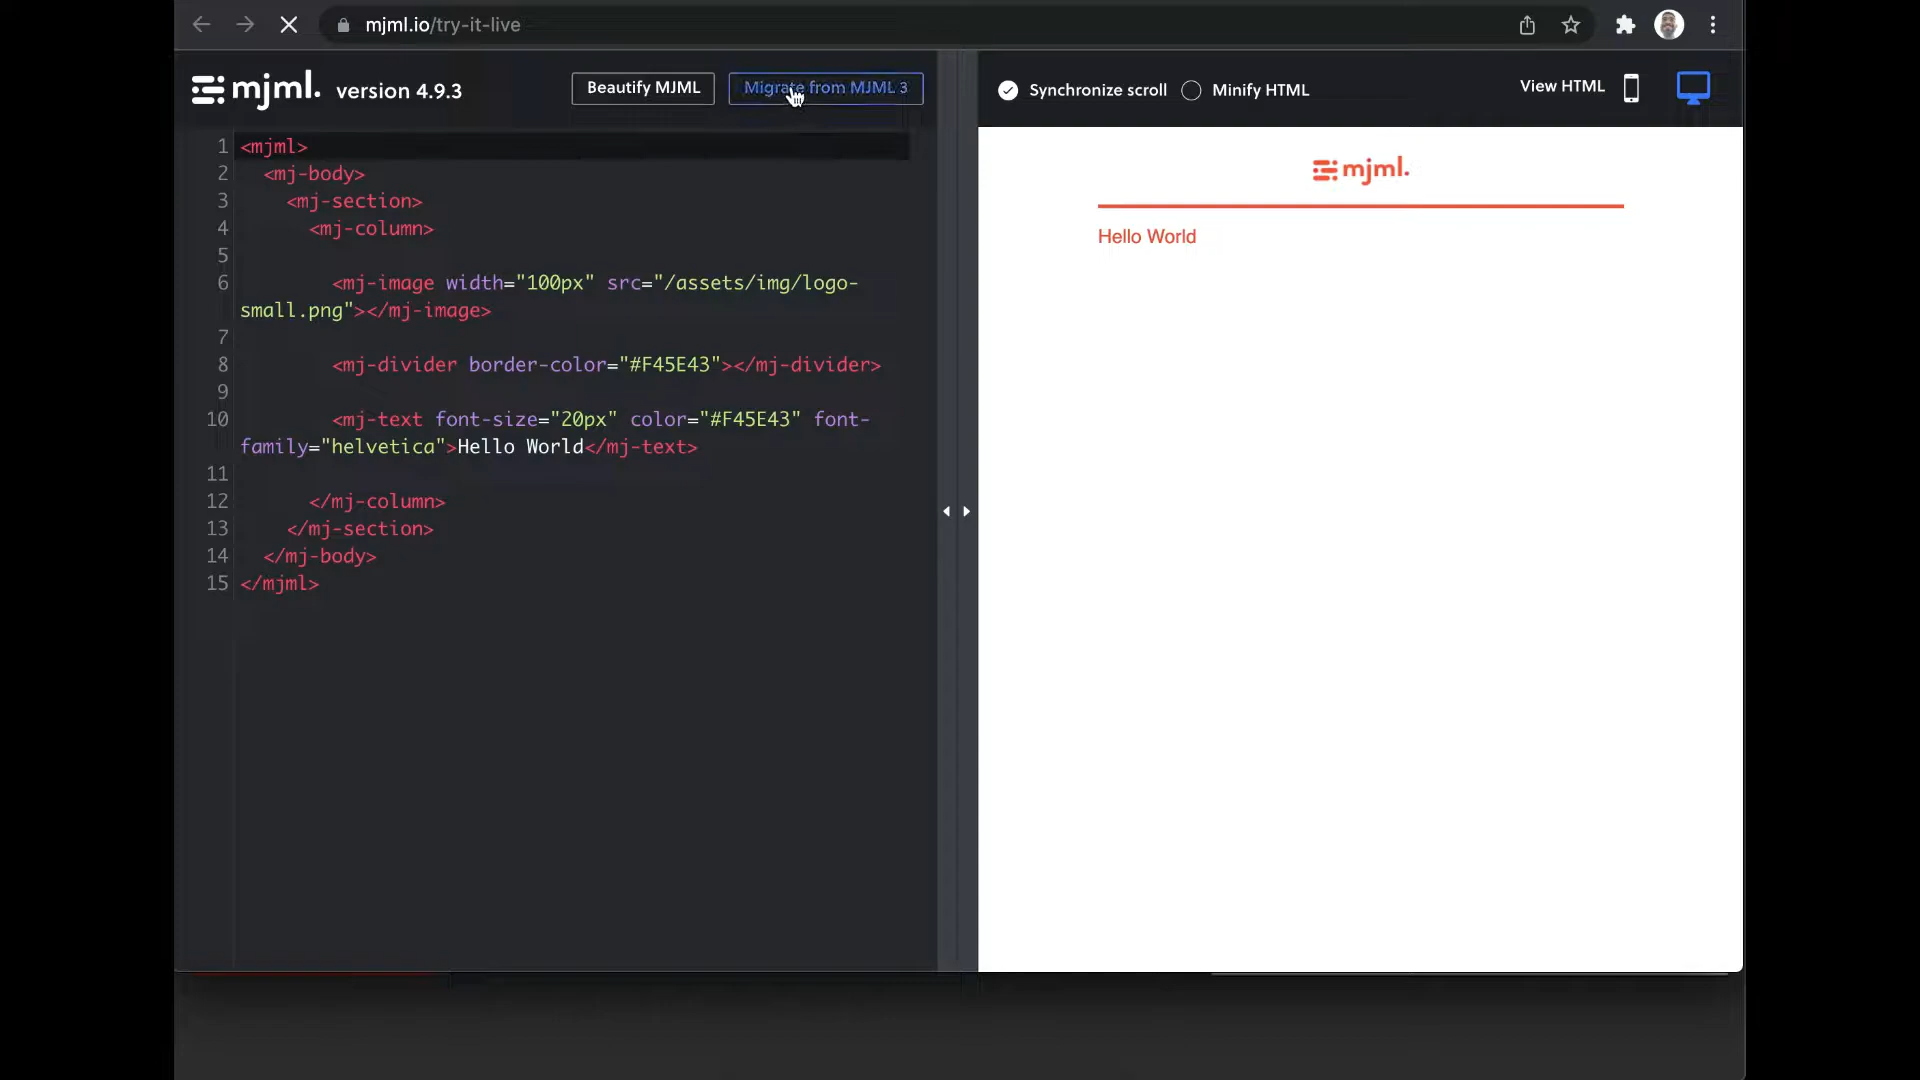 mjml.io/try-it-live
mjml. version 4.9.3
Beautify MJML
Migrate from MJML 3
Synchronize scroll
Minify HTML
View HTML
1 <mjml>
2 <mj-body>
3 <mj-section>
4 <mj-column>
5
6 <mj-image width="100px" src="/assets/img/logo-
small.png"></mj-image>
7
8 <mj-divider border-color="#F45E43"></mj-divider>
9
10 <mj-text font-size="20px" color="#F45E43" font-
family="helvetica">Hello World</mj-text>
11
12 </mj-column>
13 </mj-section>
14 </mj-body>
15 </mjml>
mjml.
Hello World